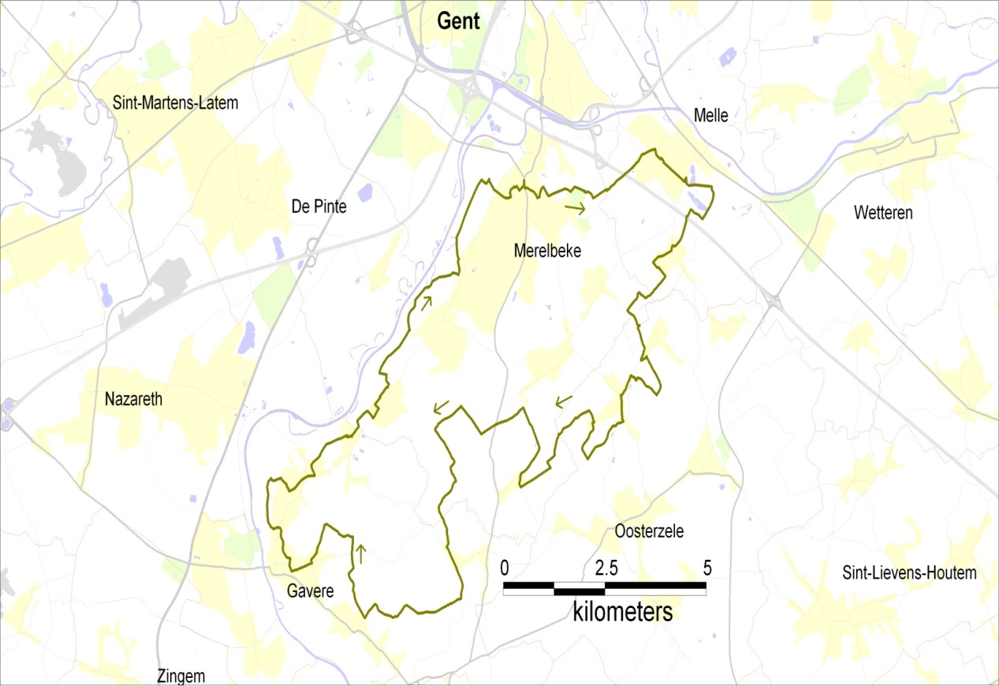 Gent
Sint-Martens-Latem
Melle
De Pinte
Wetteren
Merelbeke
Nazareth
Oosterzele
0 2.5 5
kilometers
Sint-Lievens-Houtem
Gavere
Zingem